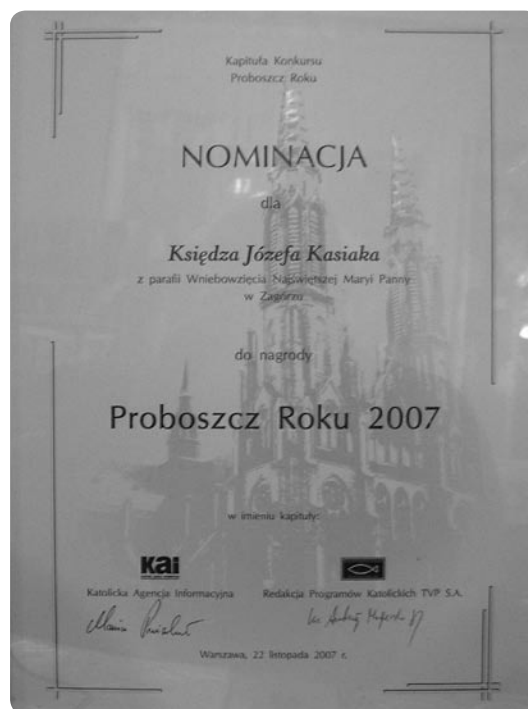 Kapituła Konkursu
Proboszcz Roku
NOMINACJA
dla
Księdza Józefa Kasiaka
z parafii Wniebowzięcia Najświętszej Maryi Panny
w Zagórzu
do nagrody
Proboszcz Roku 2007
w imieniu kapituły:
KAI
Katolicka Agencja Informacyjna
Redakcja Programów Katolickich TVP S.A.
Warszawa, 22 listopada 2007 r.